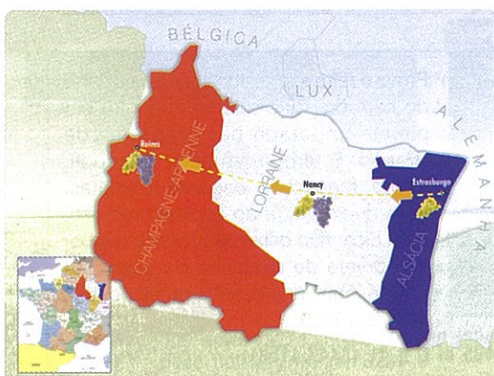 BÉLGICA
LUX
ALEMANHA
Reims
CHAMPAGNE-ARDENNE
LORRAINE
Nancy
Estrasburgo
ALSÁCIA